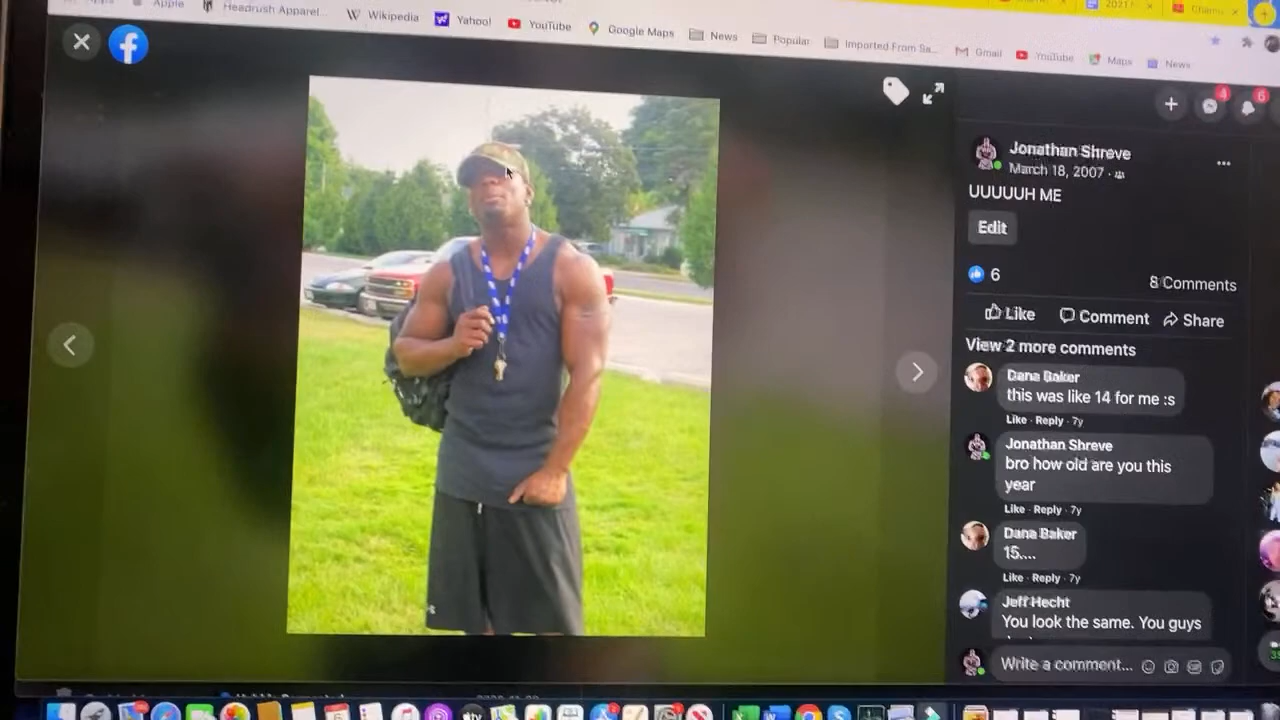 Apple
Headrush Apparel...
Wikipedia
Yahoo!
YouTube
Google Maps
News
Popular
Imported From Sa...
Gmail
YouTube
Maps
News
2021
4
6
Jonathan Shreve
March 18, 2007
UUUUUH ME
Edit
6
8 Comments
Like Comment Share
View 2 more comments
Dana Baker
this was like 14 for me :s
Like · Reply · 7y
Jonathan Shreve
bro how old are you this
year
Like · Reply · 7y
Dana Baker
15....
Like · Reply · 7y
Jeff Hecht
You look the same. You guys
Write a comment...